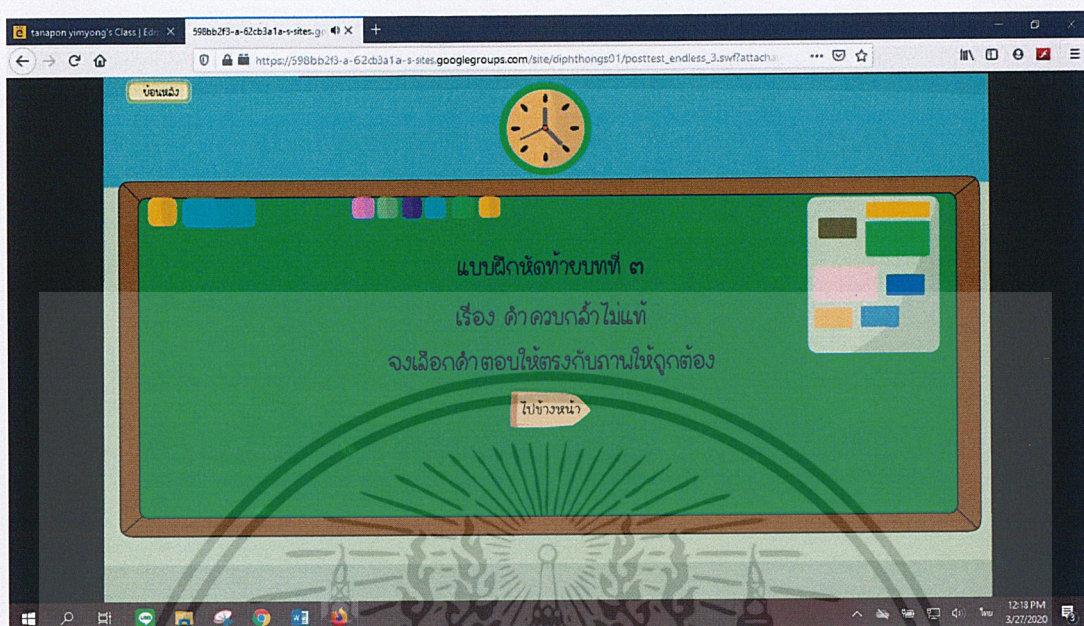 tanapon yimyong's Class | Edm
598bb2f3-a-62cb3a1a-s-sites.go
https://598bb2f3-a-62cb3a1a-s-sites.googlegroups.com/site/diphthongs01/posttest_endless_3.swf?attacha
ย้อนหลัง
แบบฝึกหัดท้ายบทที่ ๓
เรื่อง คำควบกล้ำไม่แท้
จงเลือกคำตอบให้ตรงกับภาพให้ถูกต้อง
ไปข้างหน้า
LINE
ไทย
12:18 PM
3/27/2020